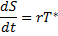 dS/dt = rT*